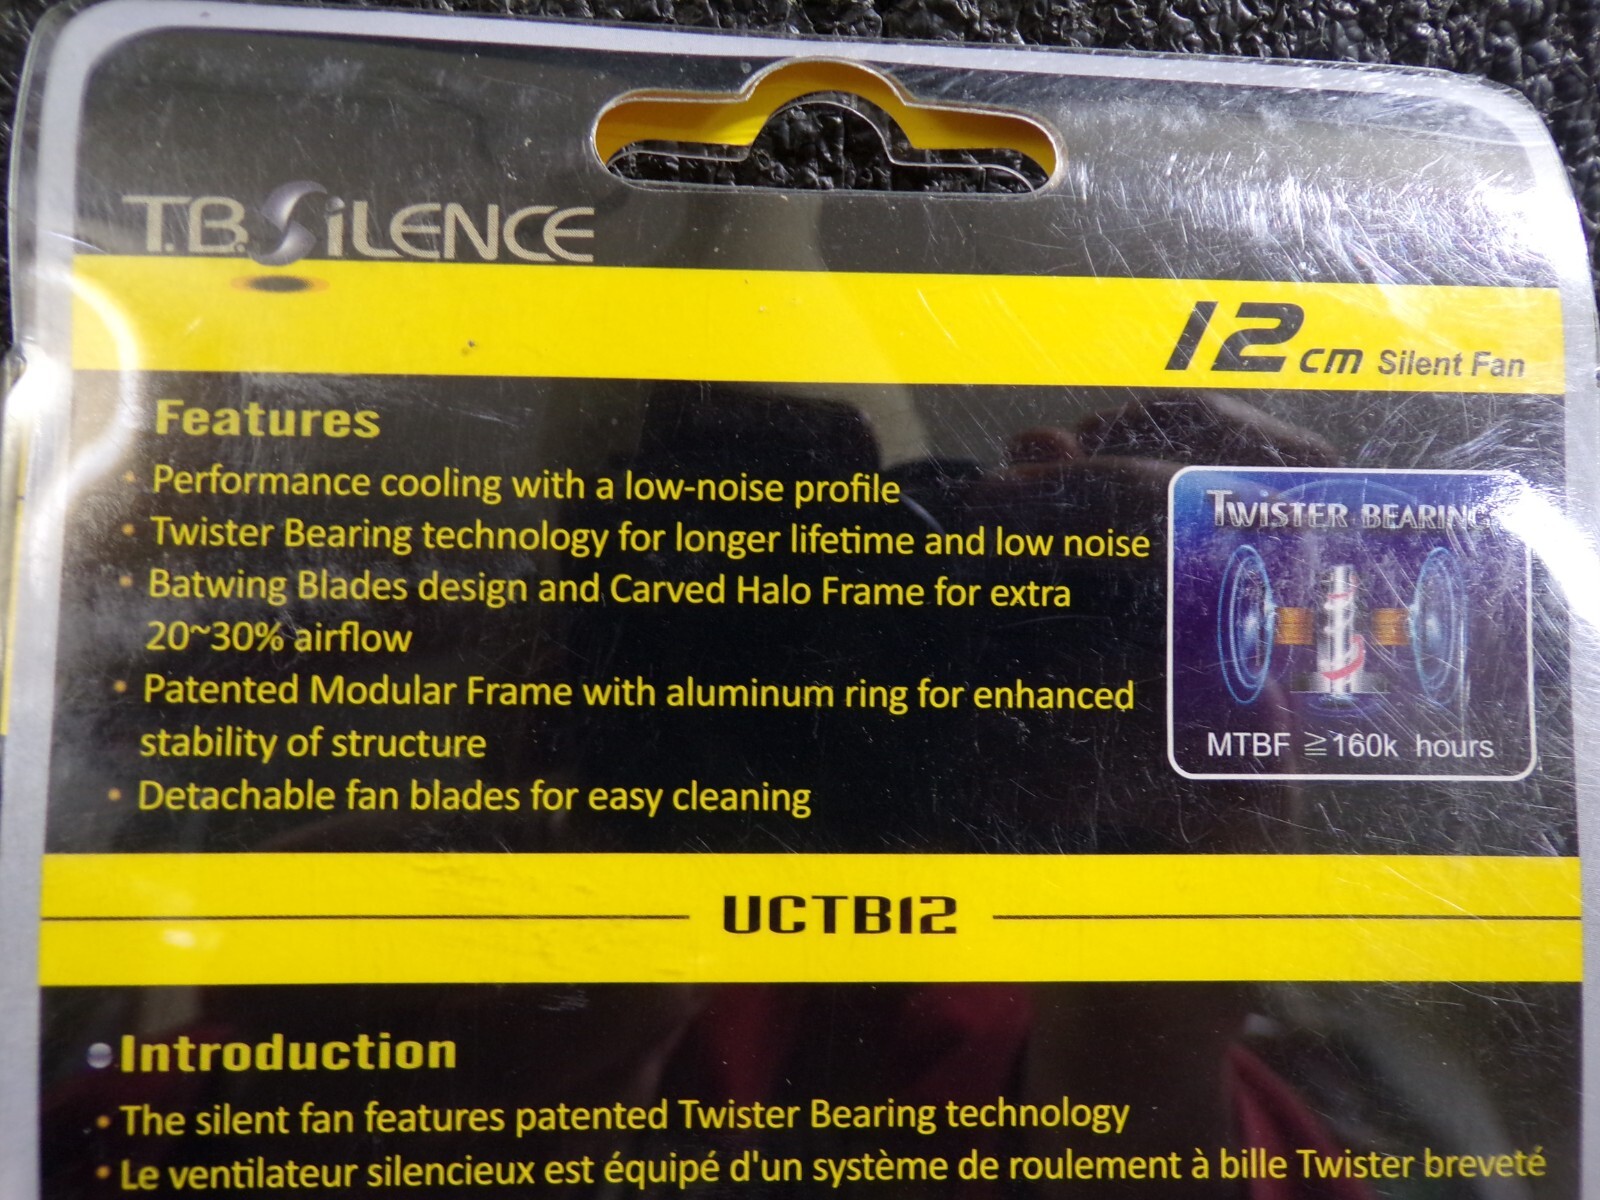 T.B.SiLENCE
12cm Silent Fan
Features
• Performance cooling with a low-noise profile
• Twister Bearing technology for longer lifetime and low noise
• Batwing Blades design and Carved Halo Frame for extra
20~30% airflow
• Patented Modular Frame with aluminum ring for enhanced
stability of structure
• Detachable fan blades for easy cleaning
TWISTER BEARING
MTBF ≧160k hours
UCTB12
Introduction
• The silent fan features patented Twister Bearing technology
• Le ventilateur silencieux est équipé d'un système de roulement à bille Twister breveté